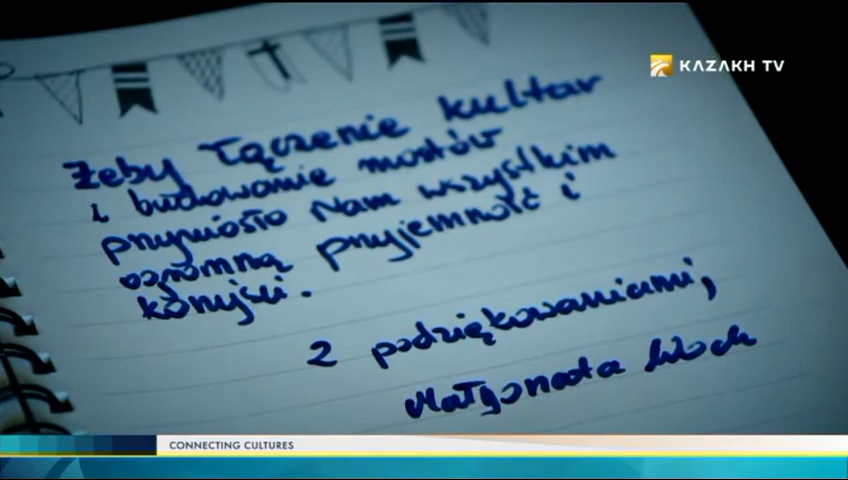 KAZAKH TV
Żeby łączenie kultur
i budowanie mostów
przyniosło Nam wszystkim
ogromną przyjemność i
korzyści.
Z podziękowaniami,
Małgorzata
CONNECTING CULTURES